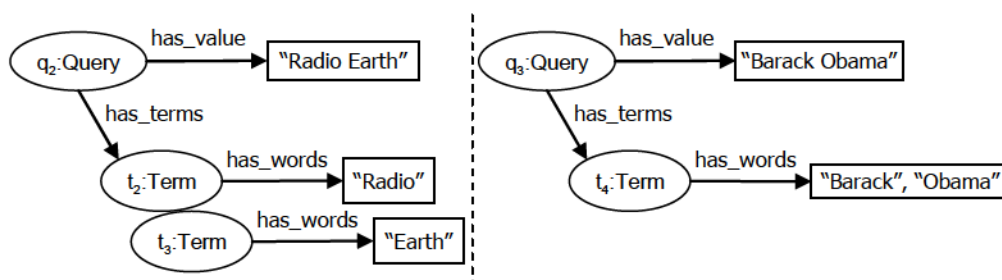 has_value
q₂:Query
“Radio Earth”
has_terms
t₂:Term
has_words
“Radio”
t₃:Term
has_words
“Earth”
has_value
q₃:Query
“Barack Obama”
has_terms
t₄:Term
has_words
“Barack”, “Obama”